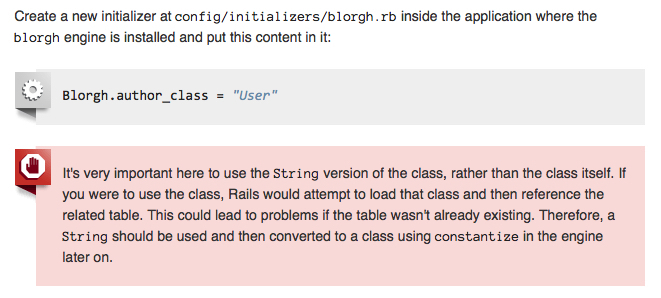 Create a new initializer at config/initializers/blorgh.rb inside the application where the
blorgh engine is installed and put this content in it:
Blorgh.author_class = "User"
It's very important here to use the String version of the class, rather than the class itself. If
you were to use the class, Rails would attempt to load that class and then reference the
related table. This could lead to problems if the table wasn't already existing. Therefore, a
String should be used and then converted to a class using constantize in the engine
later on.